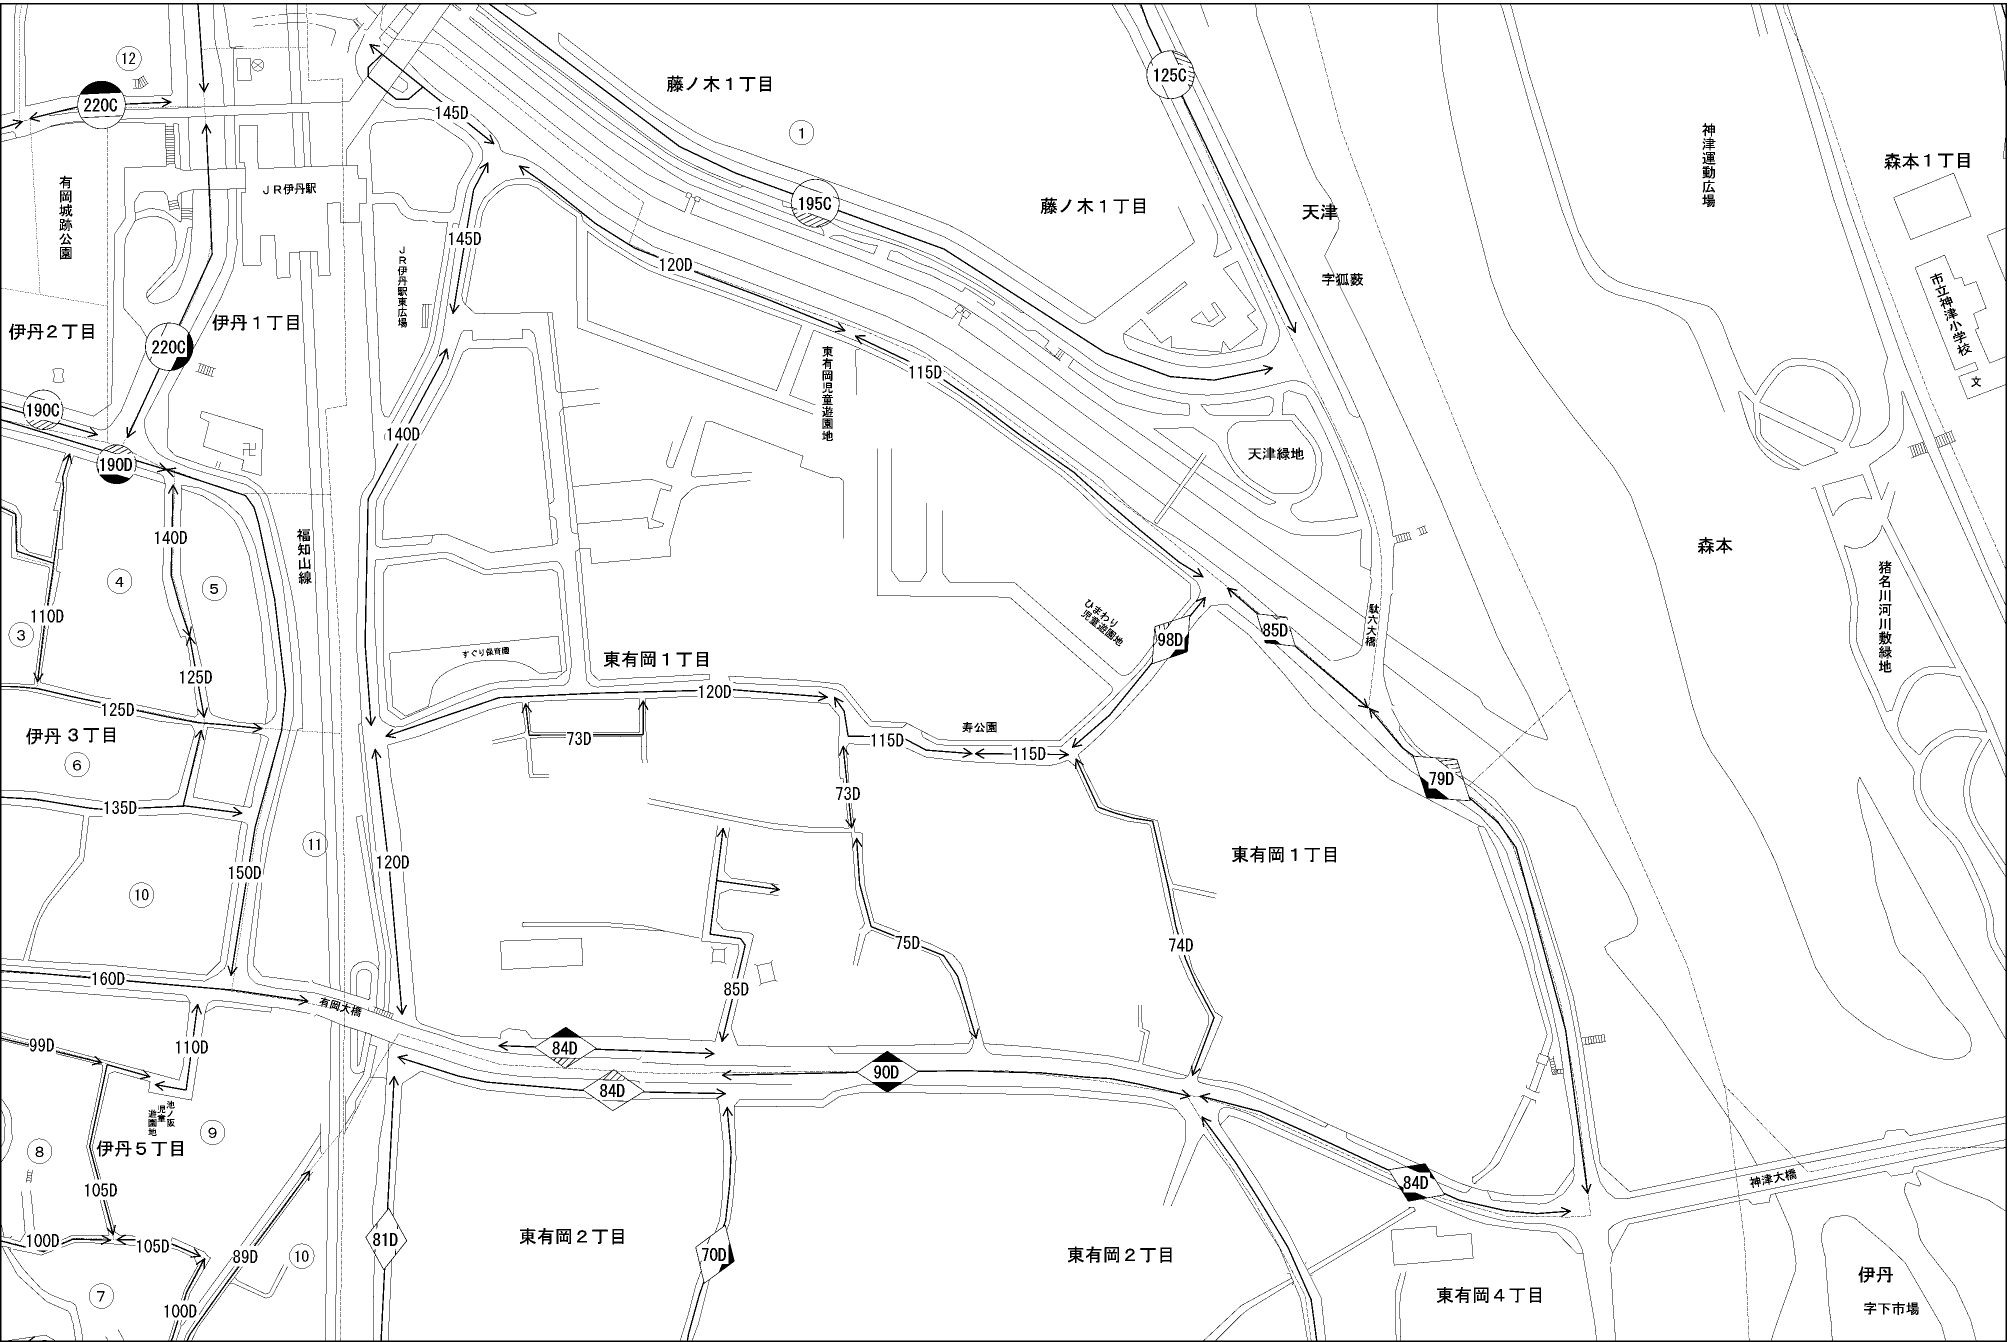 12
220C
藤ノ木１丁目
125C
145D
1
神津運動広場
森本１丁目
有岡城跡公園
ＪＲ伊丹駅
195C
藤ノ木１丁目
天津
145D
120D
ＪＲ伊丹駅東広場
字狐藪
市立神津小学校
伊丹２丁目
220C
伊丹１丁目
東有岡児童遊園地
115D
文
190C
140D
190D
天津緑地
140D
福知山線
森本
4
5
猪名川河川敷緑地
110D
3
ひまわり
児童遊園地
98D
85D
駄六大橋
すぐり保育園
東有岡１丁目
125D
120D
125D
伊丹３丁目
73D
115D
寿公園
115D
6
79D
135D
73D
11
120D
150D
東有岡１丁目
10
75D
74D
160D
85D
有岡大橋
99D
110D
84D
90D
84D
池ノ阪
児童
遊園地
9
伊丹５丁目
8
105D
84D
神津大橋
100D
105D
89D
10
81D
東有岡２丁目
70D
東有岡２丁目
7
100D
東有岡４丁目
伊丹
字下市場